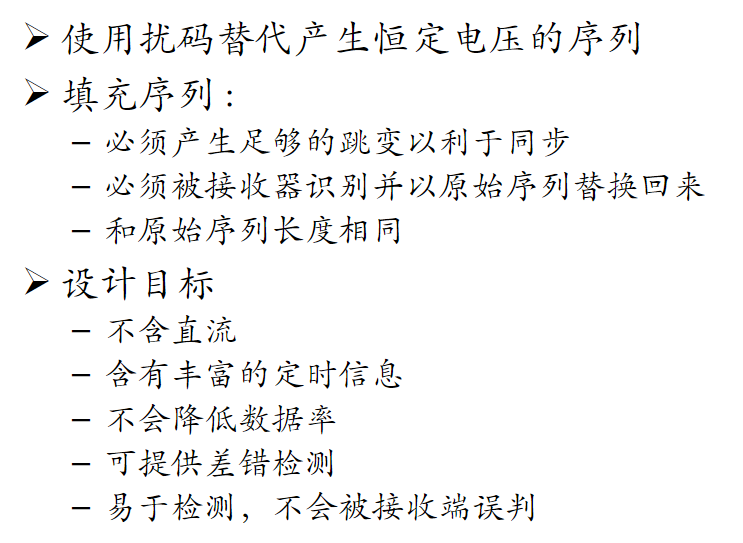 ➢ 使用扰码替代产生恒定电压的序列
➢ 填充序列：
– 必须产生足够的跳变以利于同步
– 必须被接收器识别并以原始序列替换回来
– 和原始序列长度相同
➢ 设计目标
– 不含直流
– 含有丰富的定时信息
– 不会降低数据率
– 可提供差错检测
– 易于检测，不会被接收端误判